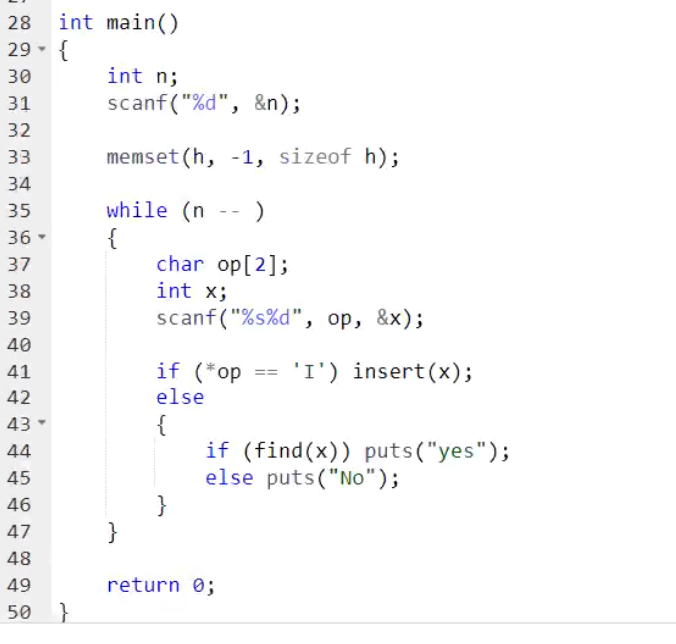 28 int main()
29 {
30     int n;
31     scanf("%d", &n);
32
33     memset(h, -1, sizeof h);
34
35     while (n -- )
36     {
37         char op[2];
38         int x;
39         scanf("%s%d", op, &x);
40
41         if (*op == 'I') insert(x);
42         else
43         {
44             if (find(x)) puts("yes");
45             else puts("No");
46         }
47     }
48
49     return 0;
50 }